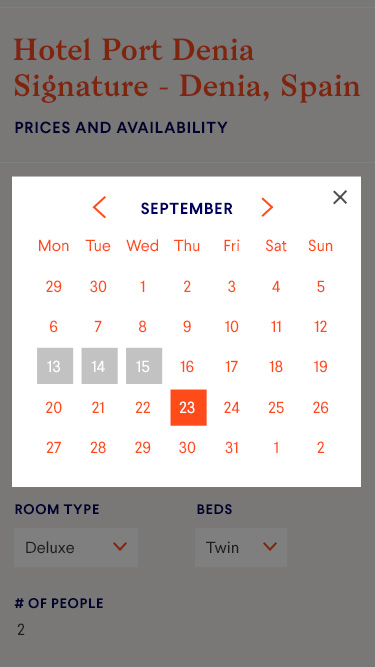 Hotel Port Denia
Signature - Denia, Spain
PRICES AND AVAILABILITY
SEPTEMBER
Mon Tue Wed Thu Fri Sat Sun
29 30 1 2 3 4 5
6 7 8 9 10 11 12
13 14 15 16 17 18 19
20 21 22 23 24 25 26
27 28 29 30 31 1 2
ROOM TYPE BEDS
Deluxe Twin
# OF PEOPLE
2